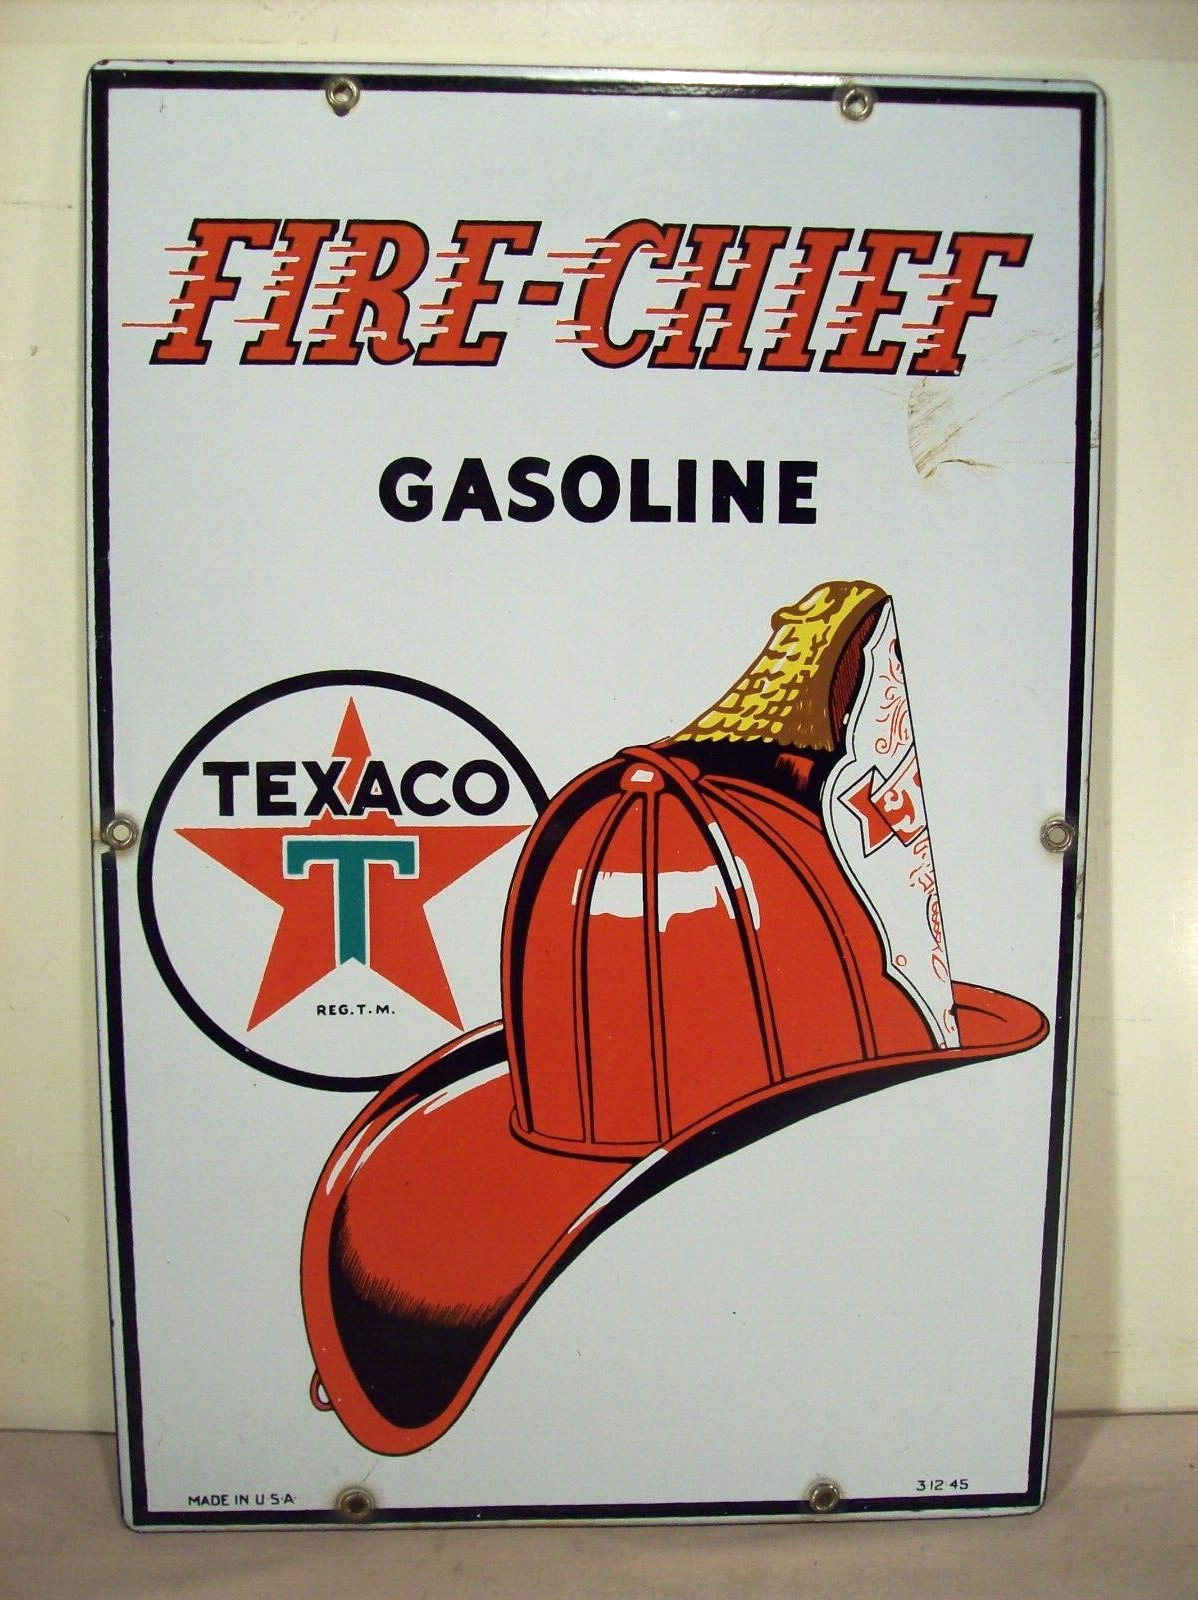 FIRE-CHIEF
GASOLINE
TEXACO
T
REG. T. M.
MADE IN U·S·A·
3·12·45